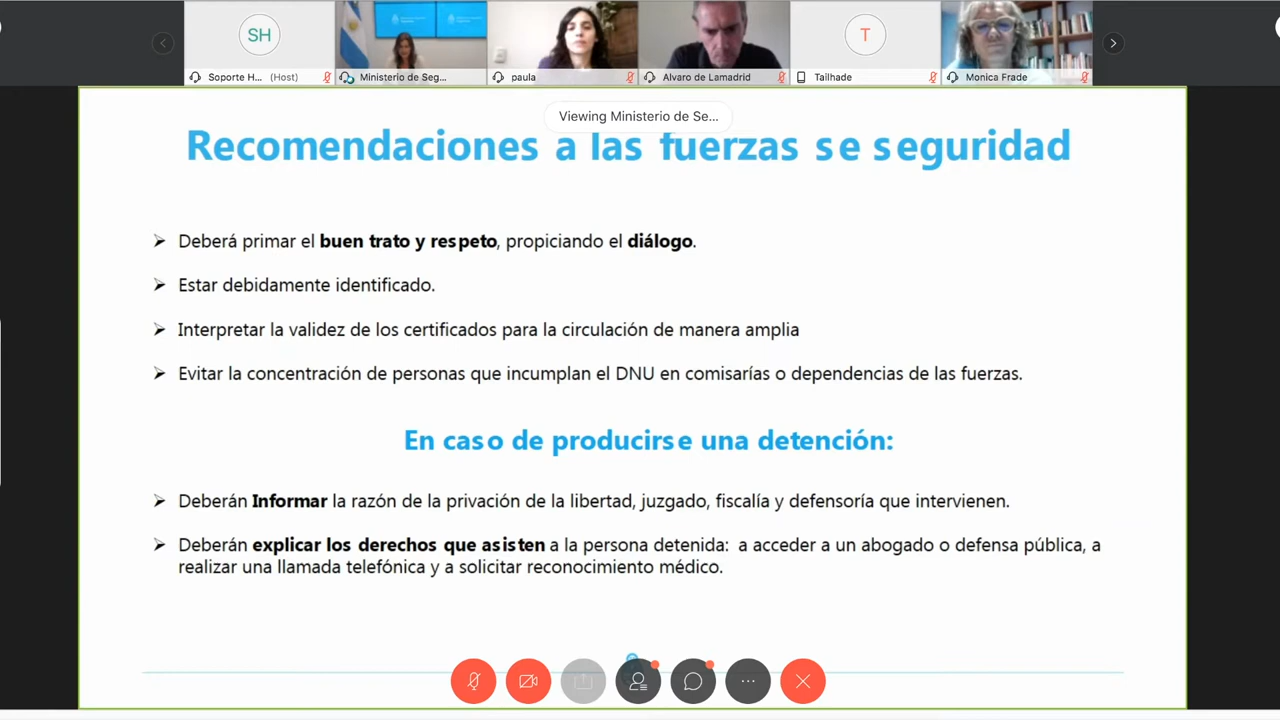 SH
T
Soporte H... (Host)
Ministerio de Seg...
paula
Alvaro de Lamadrid
Tailhade
Monica Frade
Viewing Ministerio de Se...
Recomendaciones a las fuerzas se seguridad
Deberá primar el buen trato y respeto, propiciando el diálogo.
Estar debidamente identificado.
Interpretar la validez de los certificados para la circulación de manera amplia
Evitar la concentración de personas que incumplan el DNU en comisarías o dependencias de las fuerzas.
En caso de producirse una detención:
Deberán Informar la razón de la privación de la libertad, juzgado, fiscalía y defensoría que intervienen.
Deberán explicar los derechos que asisten a la persona detenida: a acceder a un abogado o defensa pública, a
realizar una llamada telefónica y a solicitar reconocimiento médico.